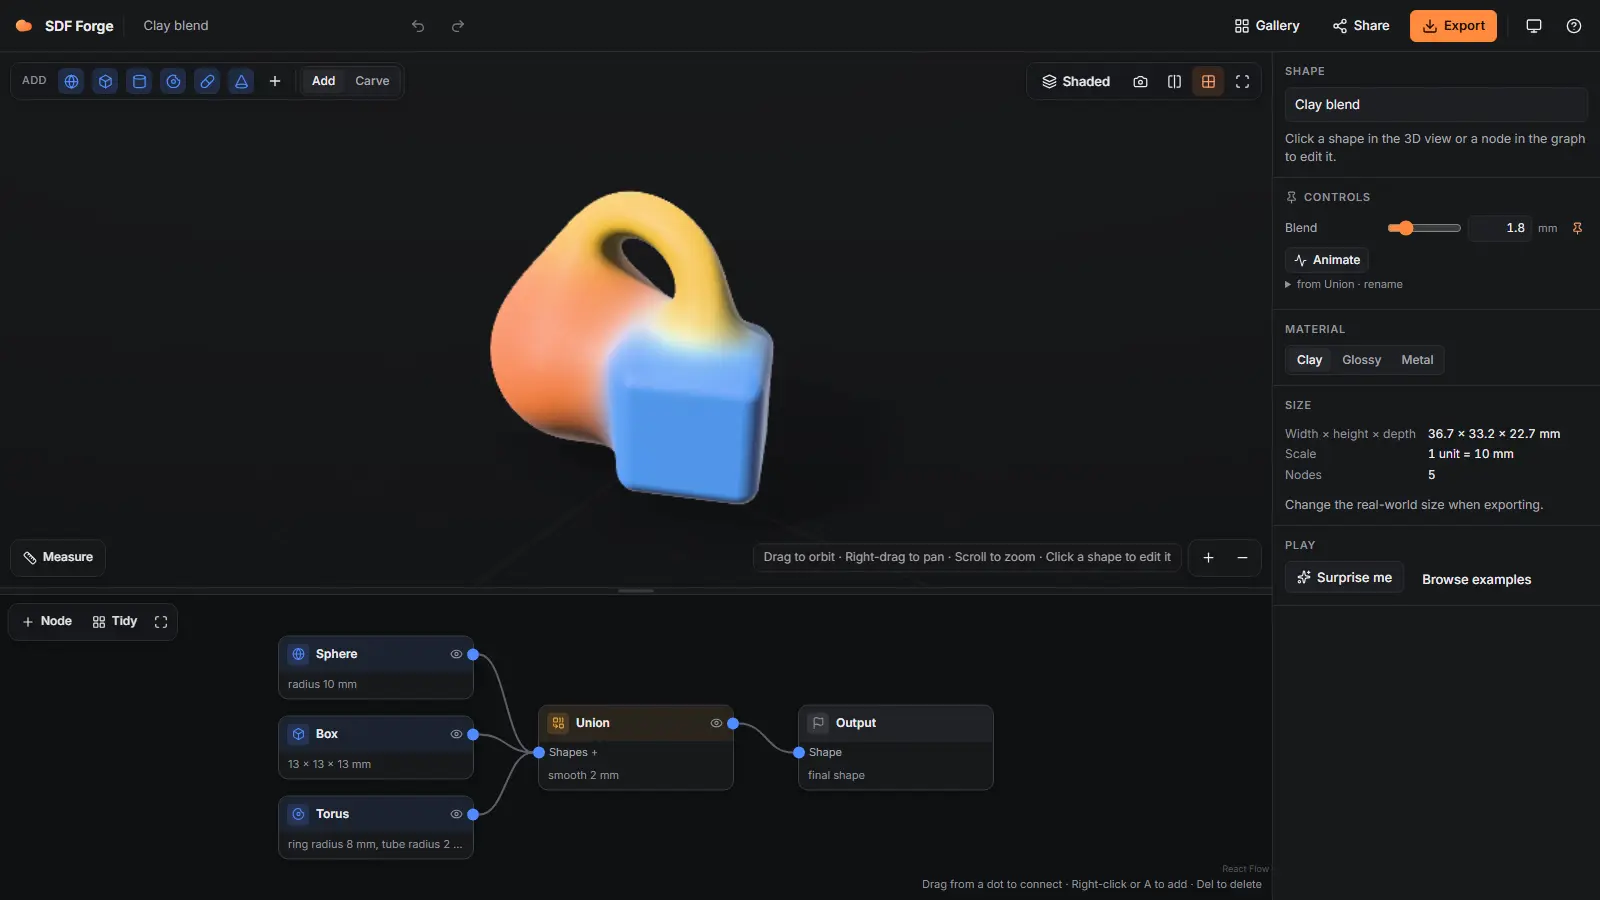 SDF Forge
Clay blend
Gallery
Share
Export
ADD
Add
Carve
Shaded
Measure
Drag to orbit · Right-drag to pan · Scroll to zoom · Click a shape to edit it
Node
Tidy
Sphere
radius 10 mm
Box
13 × 13 × 13 mm
Torus
ring radius 8 mm, tube radius 2 ...
Union
Shapes +
smooth 2 mm
Output
Shape
final shape
React Flow
Drag from a dot to connect · Right-click or A to add · Del to delete
SHAPE
Clay blend
Click a shape in the 3D view or a node in the graph
to edit it.
CONTROLS
Blend 1.8 mm
Animate
from Union · rename
MATERIAL
Clay Glossy Metal
SIZE
Width × height × depth 36.7 × 33.2 × 22.7 mm
Scale 1 unit = 10 mm
Nodes 5
Change the real-world size when exporting.
PLAY
Surprise me
Browse examples